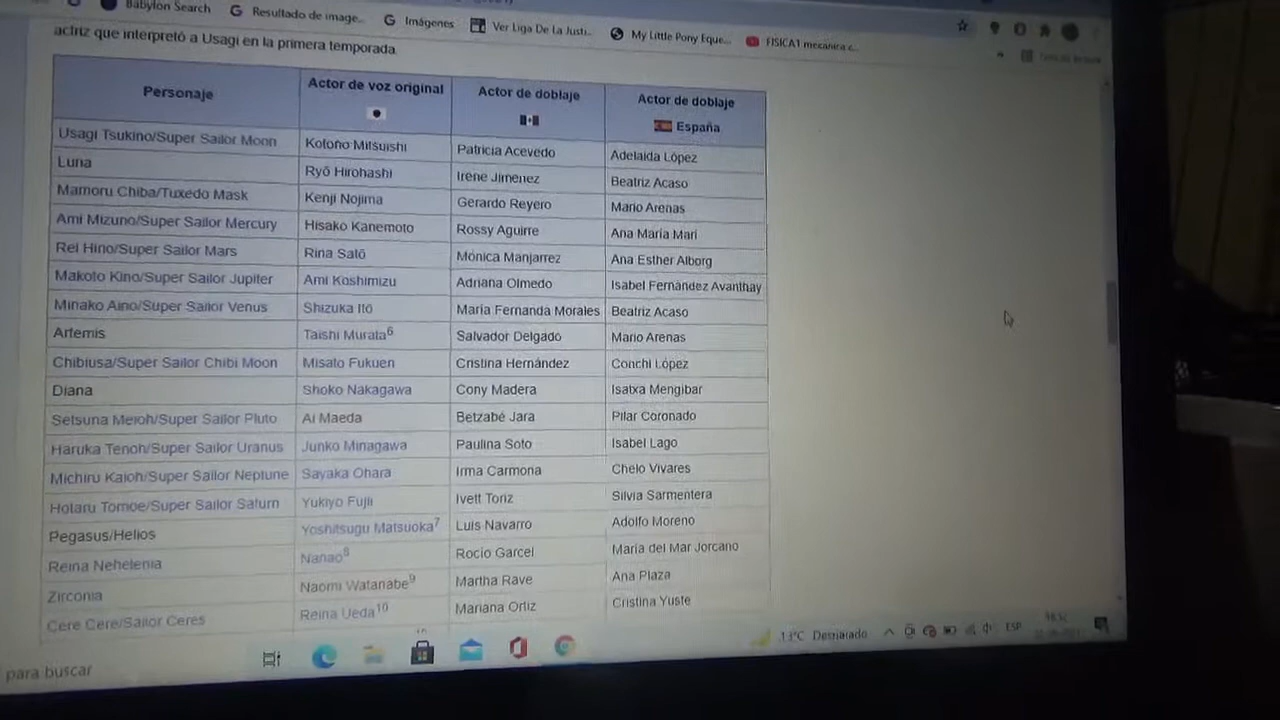 Babylon Search Resultado de image... Imágenes Ver Liga De La Justi... My Little Pony Eque... FISICA1 mecánica c...
actriz que interpretó a Usagi en la primera temporada.
Personaje Actor de voz original Actor de doblaje Actor de doblaje España
Usagi Tsukino/Super Sailor Moon Kotono Mitsuishi Patricia Acevedo Adelaida López
Luna Ryō Hirohashi Irene Jiménez Beatriz Acaso
Mamoru Chiba/Tuxedo Mask Kenji Nojima Gerardo Reyero Mario Arenas
Ami Mizuno/Super Sailor Mercury Hisako Kanemoto Rossy Aguirre Ana María Marí
Rei Hino/Super Sailor Mars Rina Satō Mónica Manjarrez Ana Esther Alborg
Makoto Kino/Super Sailor Jupiter Ami Koshimizu Adriana Olmedo Isabel Fernández Avanthay
Minako Aino/Super Sailor Venus Shizuka Itō María Fernanda Morales Beatriz Acaso
Artemis Taishi Murata6 Salvador Delgado Mario Arenas
Chibiusa/Super Sailor Chibi Moon Misato Fukuen Cristina Hernández Conchi López
Diana Shoko Nakagawa Cony Madera Isatxa Mengíbar
Setsuna Meioh/Super Sailor Pluto Ai Maeda Betzabé Jara Pilar Coronado
Haruka Tenoh/Super Sailor Uranus Junko Minagawa Paulina Soto Isabel Lago
Michiru Kaioh/Super Sailor Neptune Sayaka Ohara Irma Carmona Chelo Vivares
Hotaru Tomoe/Super Sailor Saturn Yukiyo Fujii Ivett Toriz Silvia Sarmentera
Pegasus/Helios Yoshitsugu Matsuoka7 Luis Navarro Adolfo Moreno
Reina Nehelenia Nanao8 Rocío Garcel María del Mar Jorcano
Zirconia Naomi Watanabe9 Martha Rave Ana Plaza
Cere Cere/Sailor Ceres Reina Ueda10 Mariana Ortiz Cristina Yuste
para buscar 13°C Despejado ESP